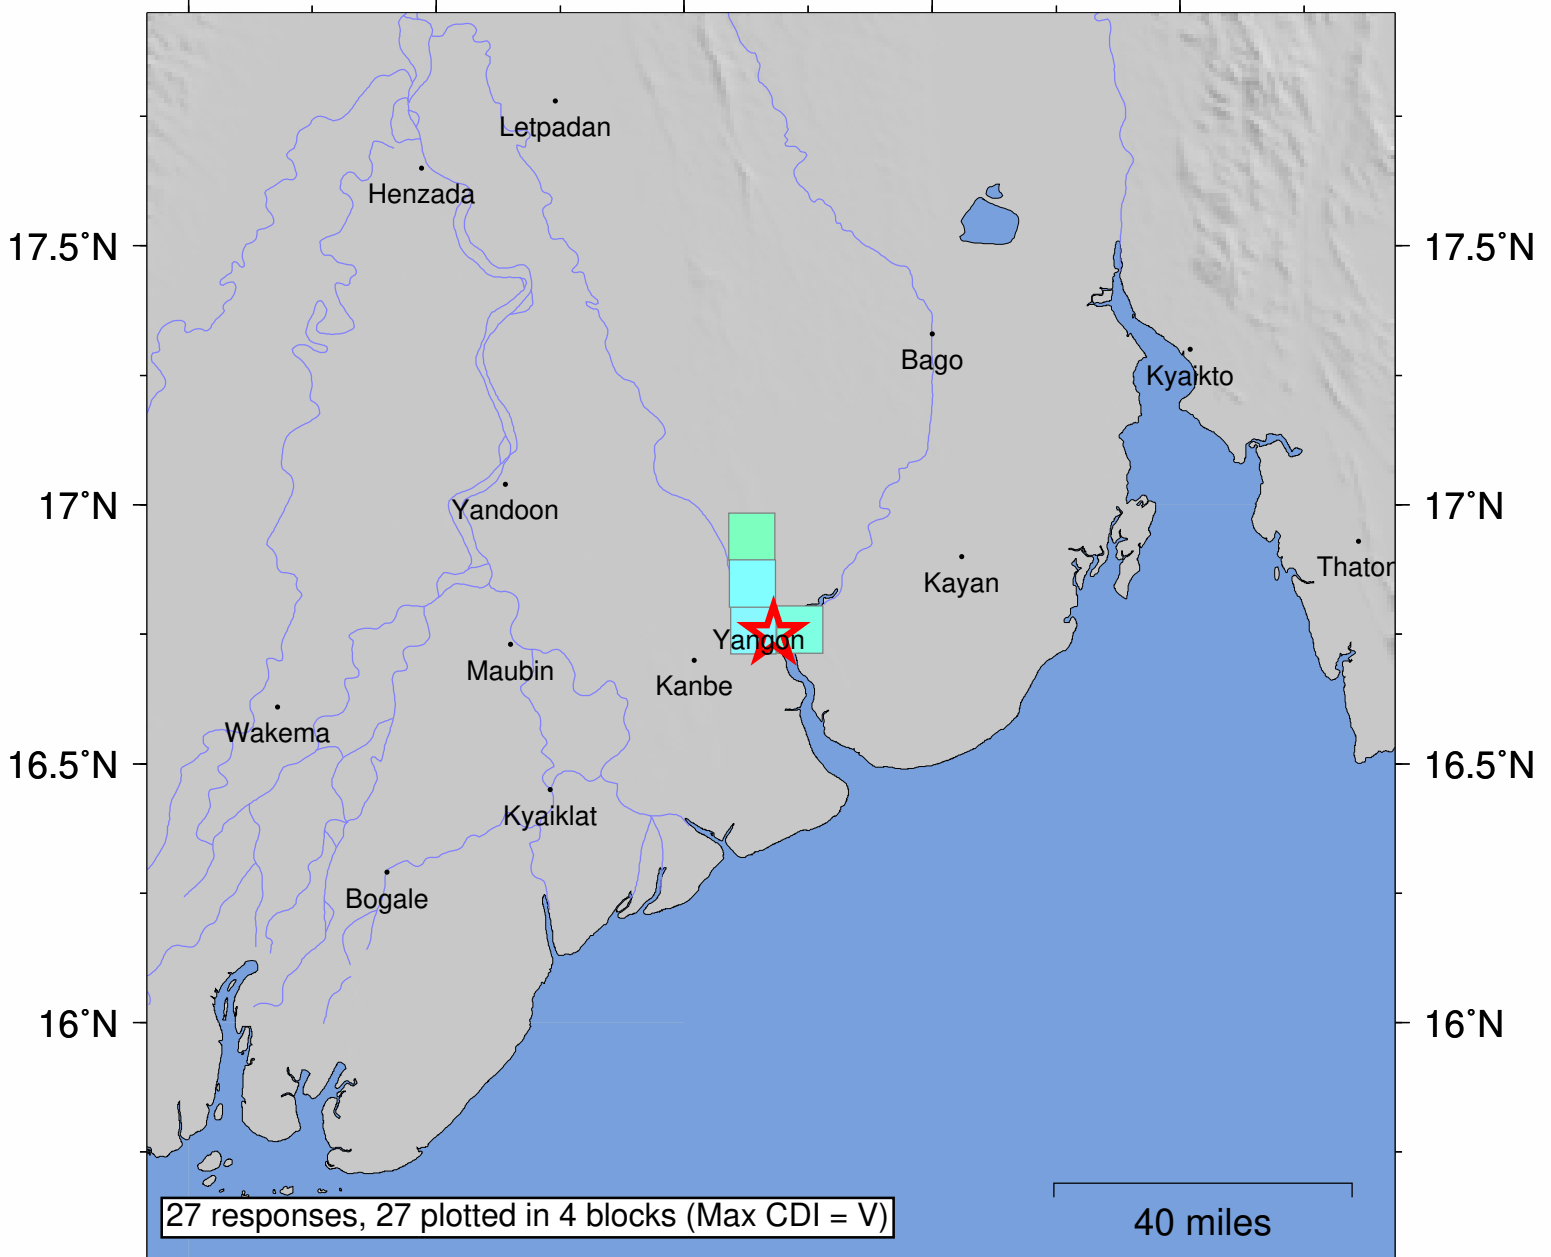 Letpadan
Henzada
17.5˚N
17.5˚N
Bago
Kyaikto
17˚N
Yandoon
17˚N
Thator
Kayan
Yangon
Maubin
Kanbe
Wakema
16.5˚N
16.5˚N
Kyaiklat
Bogale
16˚N
16˚N
27 responses, 27 plotted in 4 blocks (Max CDI = V)
40 miles